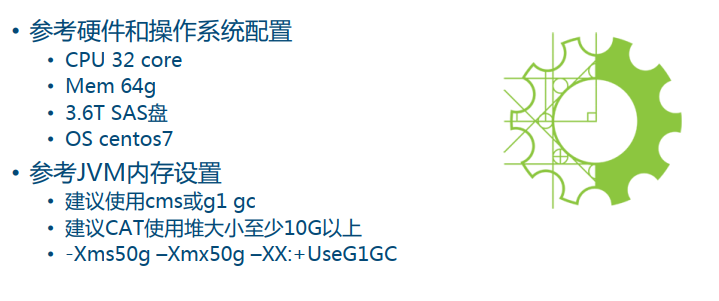 • 参考硬件和操作系统配置
• CPU 32 core
• Mem 64g
• 3.6T SAS盘
• OS centos7
• 参考JVM内存设置
• 建议使用cms或g1 gc
• 建议CAT使用堆大小至少10G以上
• -Xms50g –Xmx50g –XX:+UseG1GC